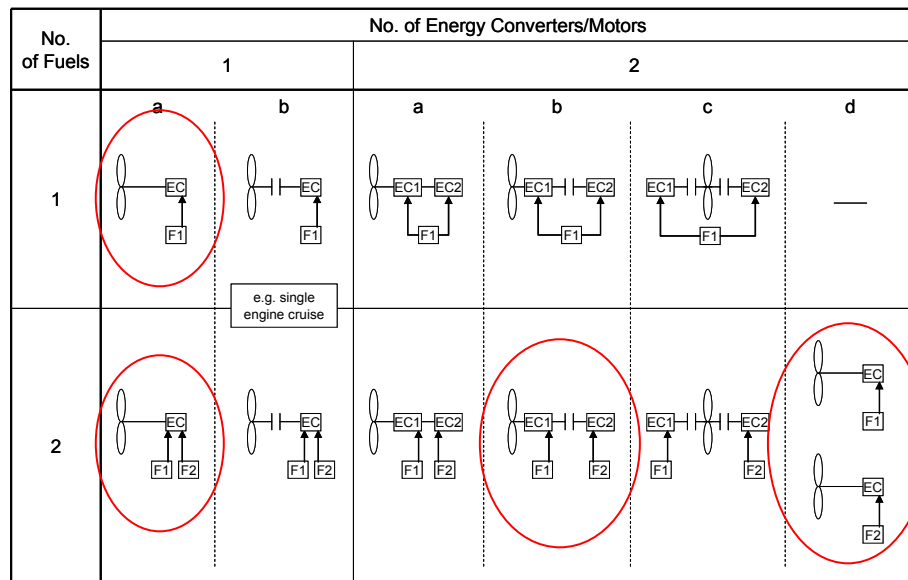 No. of Fuels
No. of Energy Converters/Motors
1
2
a
b
a
b
c
d
1
EC
F1
EC
F1
EC1
EC2
F1
EC1
EC2
F1
EC1
EC2
F1
—
e.g. single
engine cruise
2
EC
F1
F2
EC
F1
F2
EC1
EC2
F1
F2
EC1
EC2
F1
F2
EC1
EC2
F1
F2
EC
F1
EC
F2